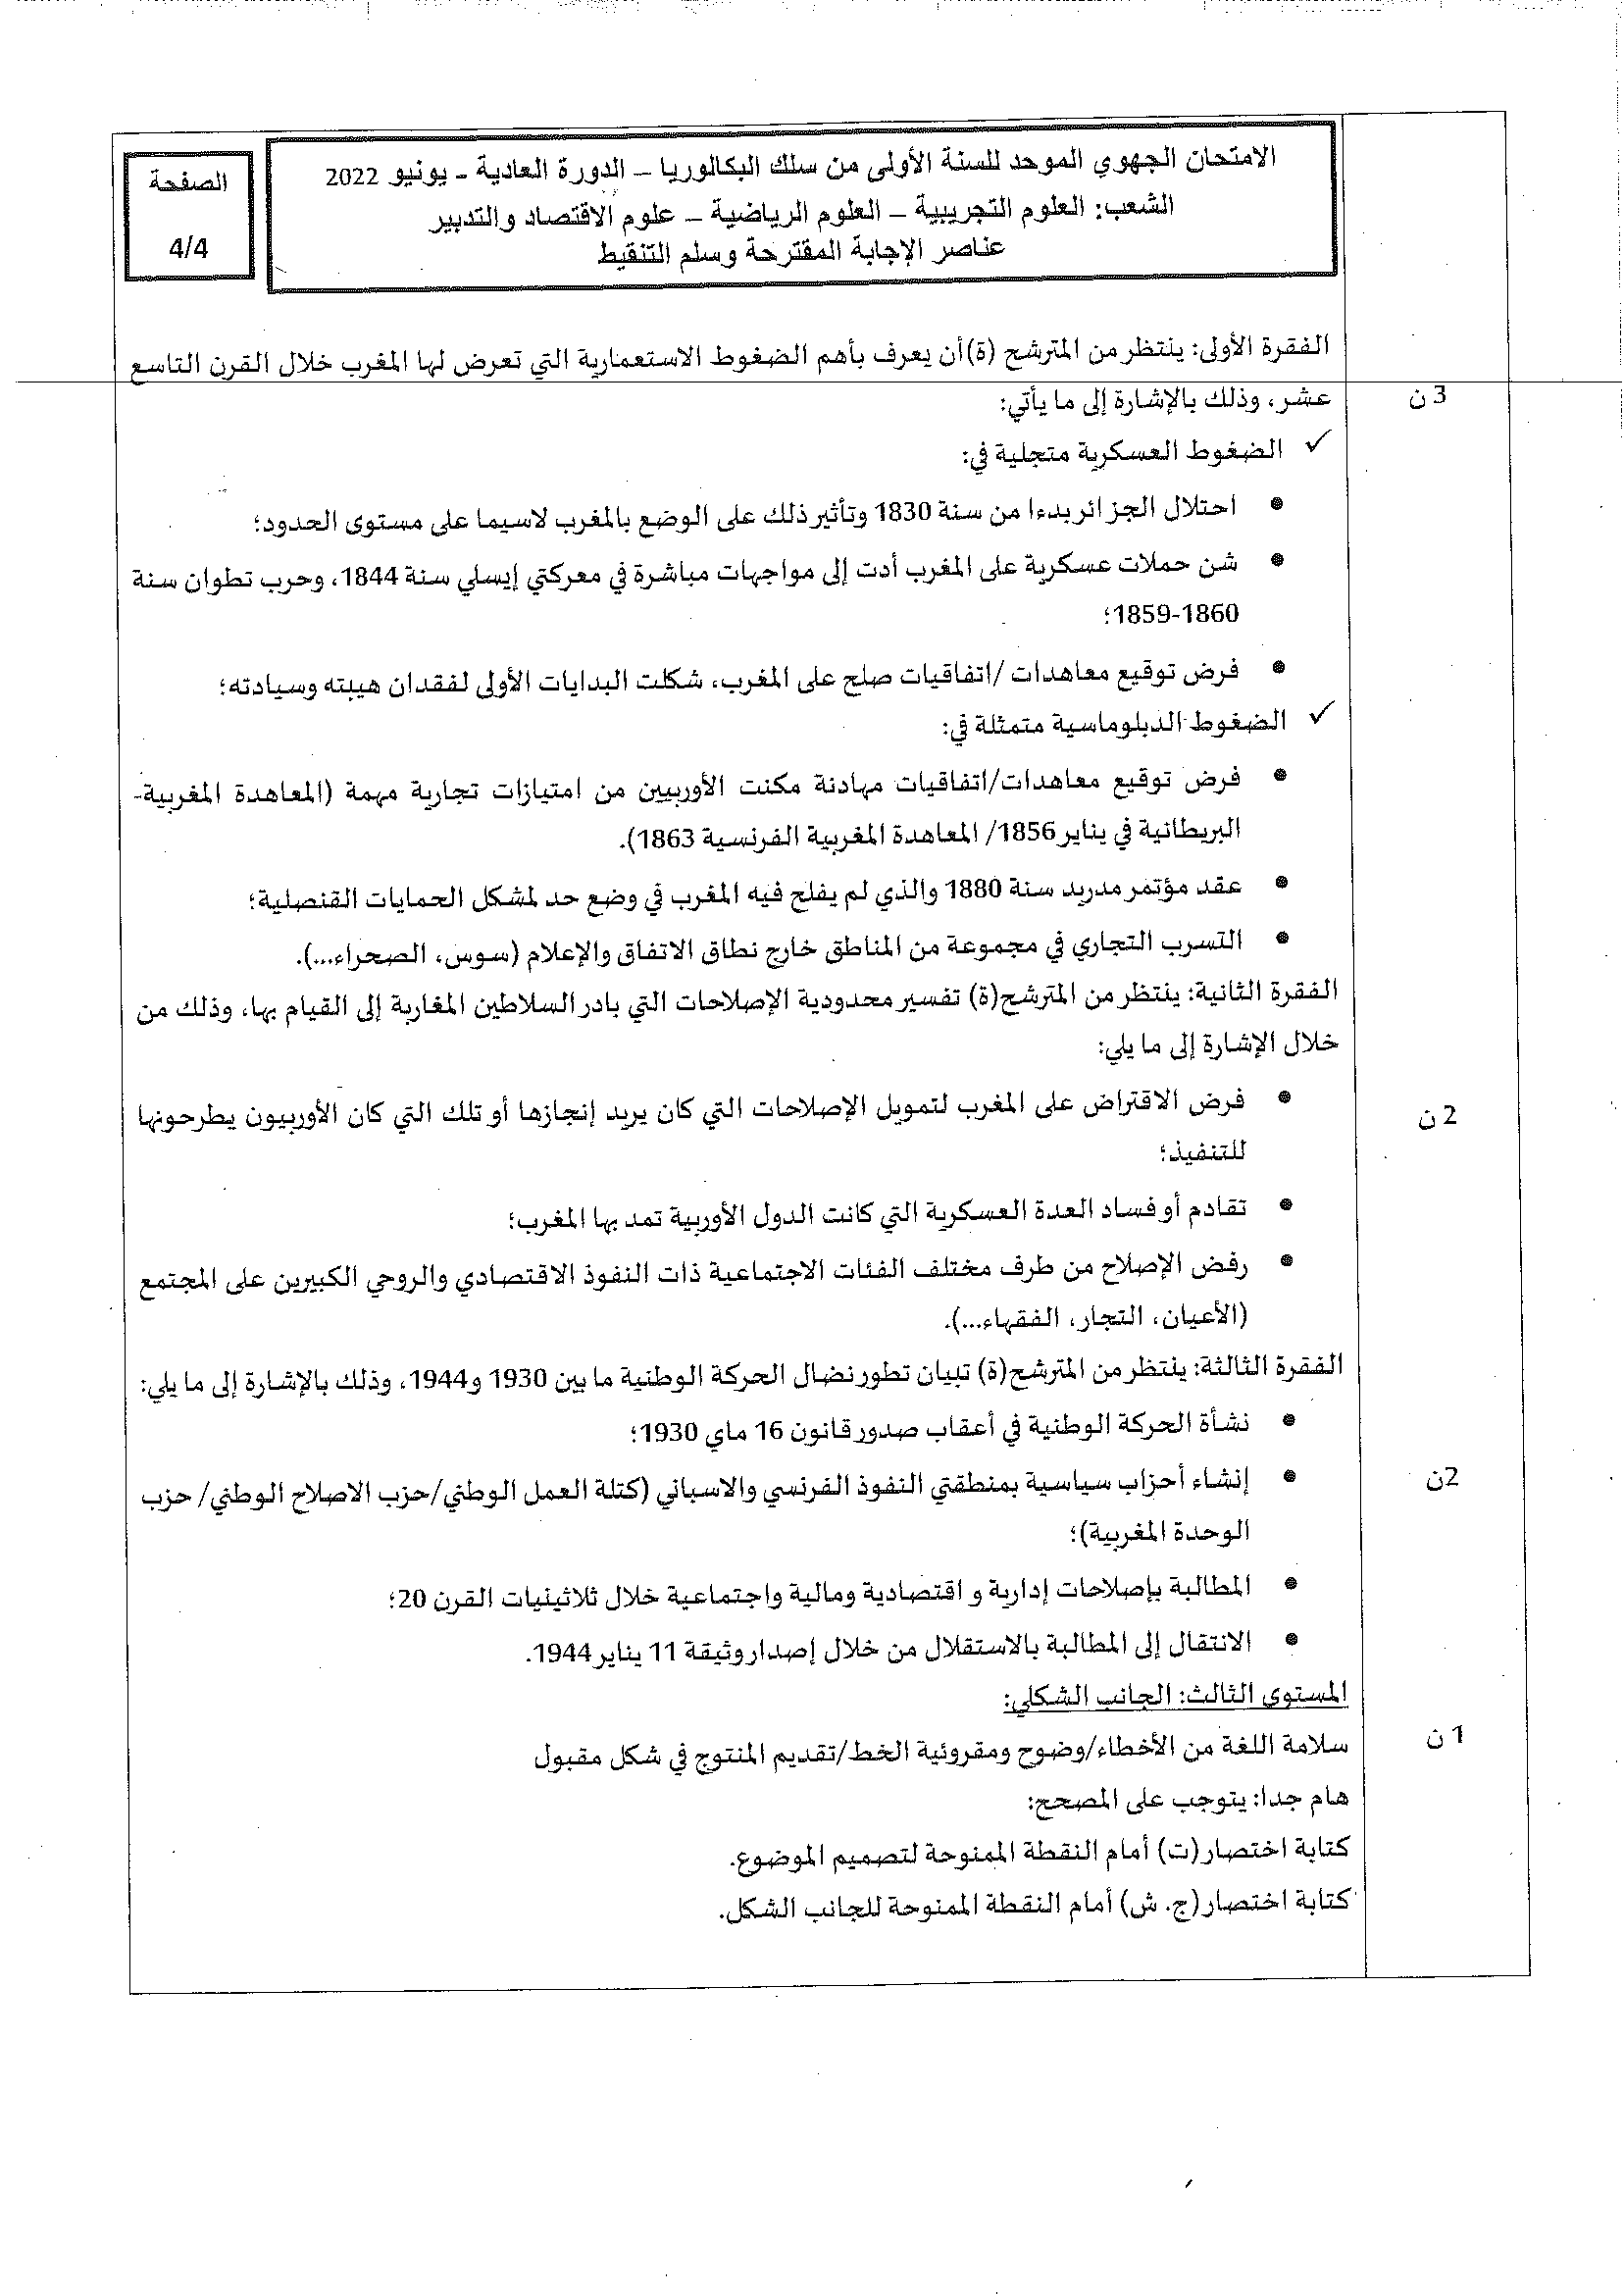 الامتحان الجهوي الموحد للسنة الأولى من سلك البكالوريا – الدورة العادية - يونيو 2022
الشعب: العلوم التجريبية – العلوم الرياضية – علوم الاقتصاد والتدبير
عناصر الإجابة المقترحة وسلم التنقيط
الصفحة
4/4
الفقرة الأولى: ينتظر من المترشح (ة) أن يعرف بأهم الضغوط الاستعمارية التي تعرض لها المغرب خلال القرن التاسع
عشر، وذلك بالإشارة إلى ما يأتي:
3 ن
✓ الضغوط العسكرية متجلية في:
• احتلال الجزائر بدءا من سنة 1830 وتأثير ذلك على الوضع بالمغرب لاسيما على مستوى الحدود؛
• شن حملات عسكرية على المغرب أدت إلى مواجهات مباشرة في معركتي إيسلي سنة 1844، وحرب تطوان سنة
1859-1860؛
• فرض توقيع معاهدات /اتفاقيات صلح على المغرب، شكلت البدايات الأولى لفقدان هيبته وسيادته؛
✓ الضغوط الدبلوماسية متمثلة في:
• فرض توقيع معاهدات/اتفاقيات مهادنة مكنت الأوربيين من امتيازات تجارية مهمة (المعاهدة المغربية-
البريطانية في يناير 1856/ المعاهدة المغربية الفرنسية 1863).
• عقد مؤتمر مدريد سنة 1880 والذي لم يفلح فيه المغرب في وضع حد لمشكل الحمايات القنصلية؛
• التسرب التجاري في مجموعة من المناطق خارج نطاق الاتفاق والإعلام (سوس، الصحراء...).
الفقرة الثانية: ينتظر من المترشح(ة) تفسير محدودية الإصلاحات التي بادر السلاطين المغاربة إلى القيام بها، وذلك من
خلال الإشارة إلى ما يلي:
• فرض الاقتراض على المغرب لتمويل الإصلاحات التي كان يريد إنجازها أو تلك التي كان الأوربيون يطرحونها
للتنفيذ؛
2 ن
• تقادم أو فساد العدة العسكرية التي كانت الدول الأوربية تمد بها المغرب؛
• رفض الإصلاح من طرف مختلف الفئات الاجتماعية ذات النفوذ الاقتصادي والروحي الكبيرين على المجتمع
(الأعيان، التجار، الفقهاء...).
الفقرة الثالثة: ينتظر من المترشح(ة) تبيان تطور نضال الحركة الوطنية ما بين 1930 و1944، وذلك بالإشارة إلى ما يلي:
• نشأة الحركة الوطنية في أعقاب صدور قانون 16 ماي 1930؛
• إنشاء أحزاب سياسية بمنطقتي النفوذ الفرنسي والاسباني (كتلة العمل الوطني/حزب الاصلاح الوطني/ حزب
الوحدة المغربية)؛
2ن
• المطالبة بإصلاحات إدارية و اقتصادية ومالية واجتماعية خلال ثلاثينيات القرن 20؛
• الانتقال إلى المطالبة بالاستقلال من خلال إصدار وثيقة 11 يناير 1944.
المستوى الثالث: الجانب الشكلي:
سلامة اللغة من الأخطاء/وضوح ومقروئية الخط/تقديم المنتوج في شكل مقبول
1 ن
هام جدا: يتوجب على المصحح:
كتابة اختصار (ت) أمام النقطة الممنوحة لتصميم الموضوع.
كتابة اختصار (ج. ش) أمام النقطة الممنوحة للجانب الشكل.